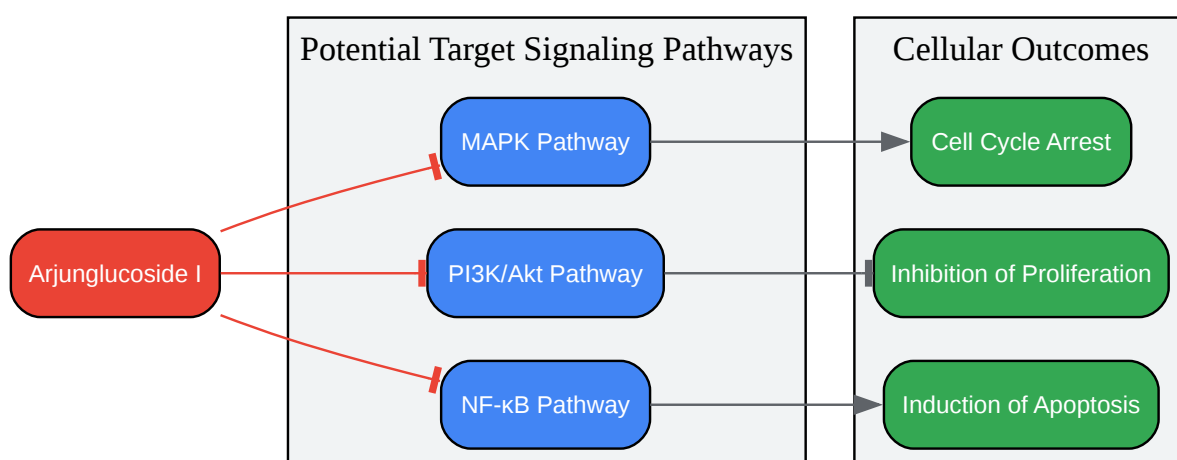 Potential Target Signaling Pathways
Cellular Outcomes
MAPK Pathway
Cell Cycle Arrest
Arjunglucoside I
PI3K/Akt Pathway
Inhibition of Proliferation
NF-κB Pathway
Induction of Apoptosis